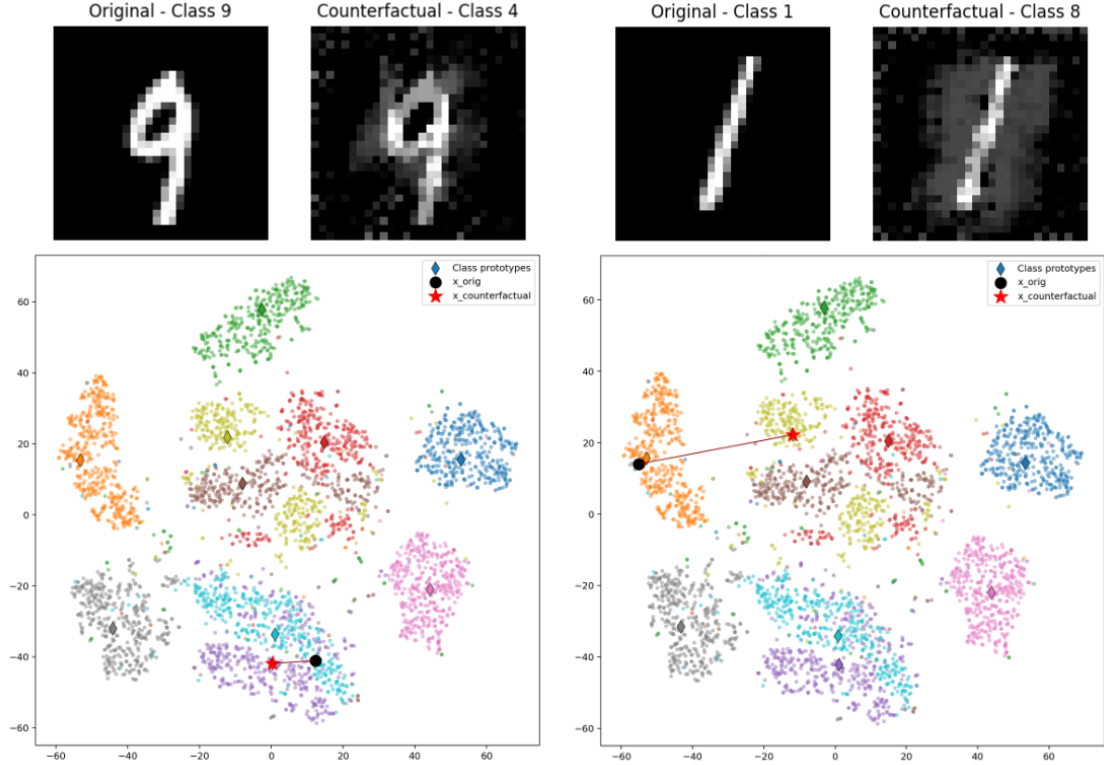 Original - Class 9
Counterfactual - Class 4
Original - Class 1
Counterfactual - Class 8
Class prototypes
x_orig
x_counterfactual
60
40
20
0
−20
−40
−60
−60
−40
−20
0
20
40
60
Class prototypes
x_orig
x_counterfactual
60
40
20
0
−20
−40
−60
−60
−40
−20
0
20
40
60